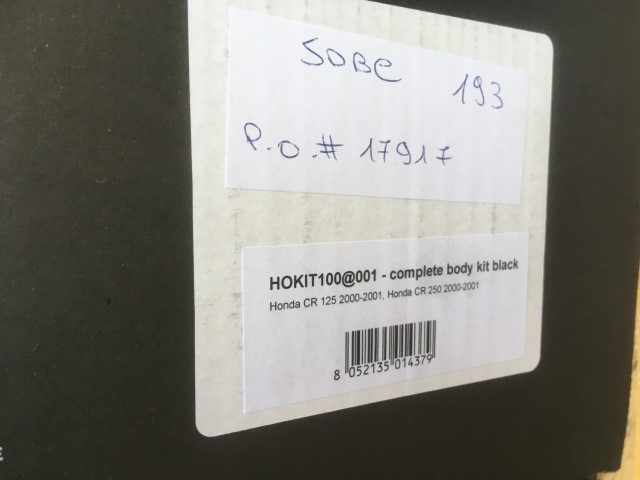 SOBE 193
P.O.# 17917
HOKIT100@001 - complete body kit black
Honda CR 125 2000-2001, Honda CR 250 2000-2001
8 052135 014379
E